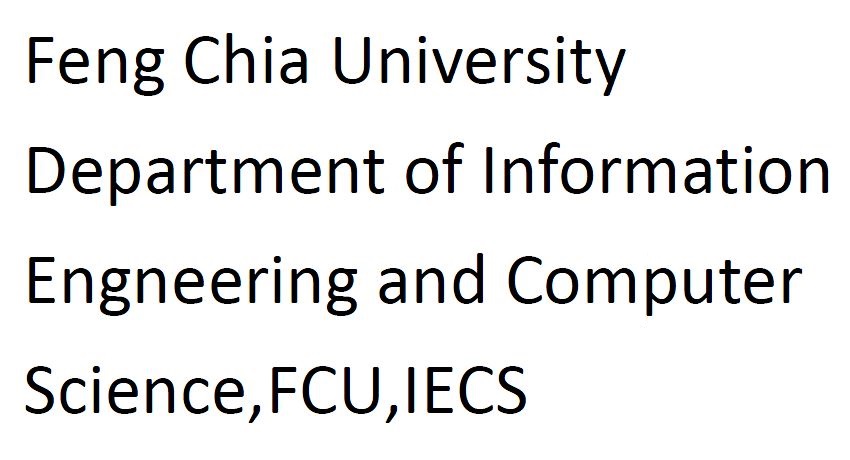 Feng Chia University
Department of Information
Engneering and Computer
Science,FCU,IECS